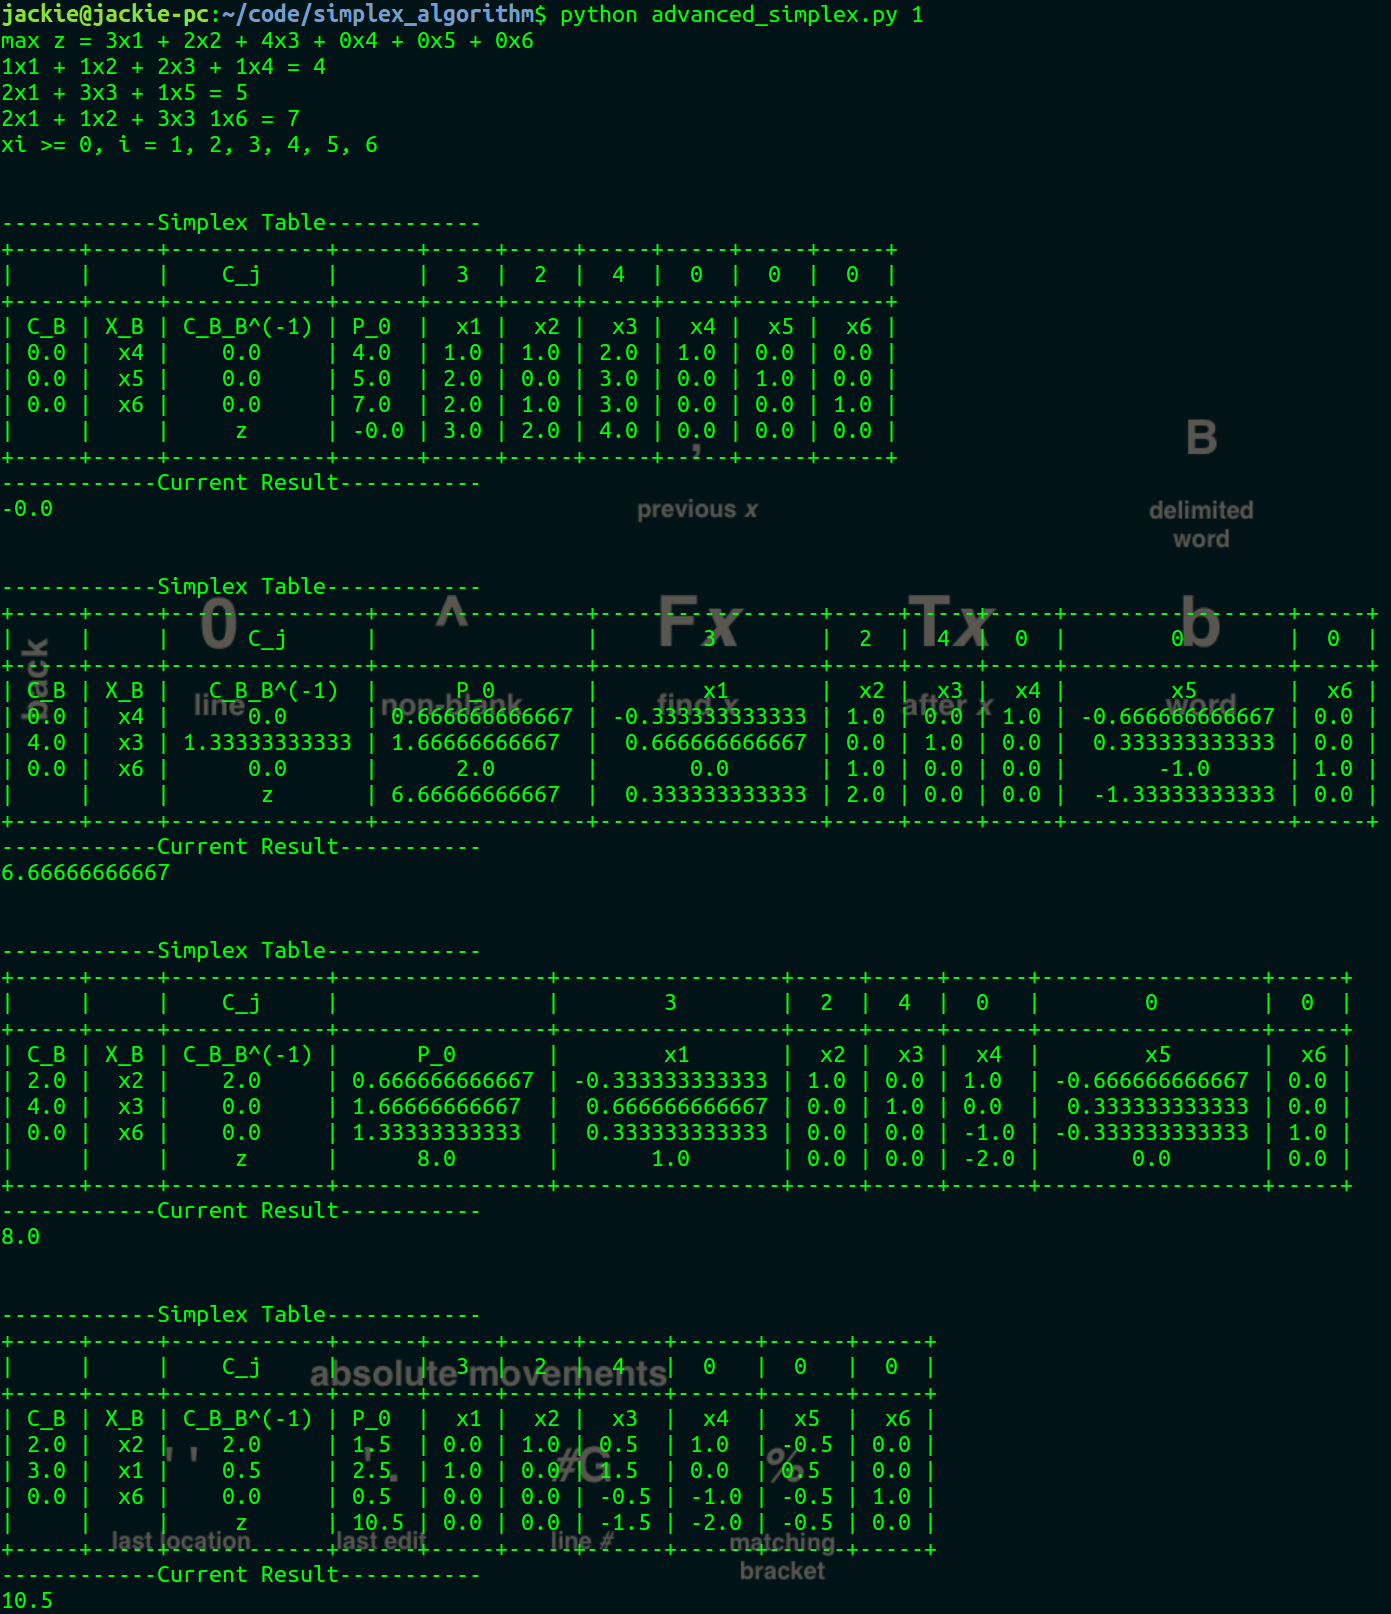 jackie@jackie-pc:~/code/simplex_algorithm$ python advanced_simplex.py 1
max z = 3x1 + 2x2 + 4x3 + 0x4 + 0x5 + 0x6
1x1 + 1x2 + 2x3 + 1x4 = 4
2x1 + 3x3 + 1x5 = 5
2x1 + 1x2 + 3x3 1x6 = 7
xi >= 0, i = 1, 2, 3, 4, 5, 6
------------Simplex Table------------
+-----+-----+------------+------+-----+-----+-----+-----+-----+-----+
|     |     |    C_j     |      |  3  |  2  |  4  |  0  |  0  |  0  |
+-----+-----+------------+------+-----+-----+-----+-----+-----+-----+
| C_B | X_B | C_B_B^(-1) | P_0  |  x1 |  x2 |  x3 |  x4 |  x5 |  x6 |
| 0.0 |  x4 |    0.0     | 4.0  | 1.0 | 1.0 | 2.0 | 1.0 | 0.0 | 0.0 |
| 0.0 |  x5 |    0.0     | 5.0  | 2.0 | 0.0 | 3.0 | 0.0 | 1.0 | 0.0 |
| 0.0 |  x6 |    0.0     | 7.0  | 2.0 | 1.0 | 3.0 | 0.0 | 0.0 | 1.0 |
|     |     |     z      | -0.0 | 3.0 | 2.0 | 4.0 | 0.0 | 0.0 | 0.0 |
+-----+-----+------------+------+-----+-----+-----+-----+-----+-----+
, B
------------Current Result-----------
-0.0
previous x delimited
word
------------Simplex Table------------
+-----+-----+---------------+----------------+-----------------+-----+-----+-----+-----------------+-----+
0 ^ Fx Tx b
|     |     |      C_j      |                |        3        |  2  |  4  |  0  |        0        |  0  |
+-----+-----+---------------+----------------+-----------------+-----+-----+-----+-----------------+-----+
back
| C_B | X_B |   C_B_B^(-1)  |      P_0       |        x1       |  x2 |  x3 |  x4 |        x5       |  x6 |
line non-blank find x after x word
| 0.0 |  x4 |      0.0      | 0.666666666667 | -0.333333333333 | 1.0 | 0.0 | 1.0 | -0.666666666667 | 0.0 |
| 4.0 |  x3 | 1.33333333333 | 1.66666666667  |  0.666666666667 | 0.0 | 1.0 | 0.0 |  0.333333333333 | 0.0 |
| 0.0 |  x6 |      0.0      |      2.0       |       0.0       | 1.0 | 0.0 | 0.0 |       -1.0      | 1.0 |
|     |     |       z       | 6.66666666667  |  0.333333333333 | 2.0 | 0.0 | 0.0 |  -1.33333333333 | 0.0 |
+-----+-----+---------------+----------------+-----------------+-----+-----+-----+-----------------+-----+
------------Current Result-----------
6.66666666667
------------Simplex Table------------
+-----+-----+------------+----------------+-----------------+-----+-----+------+-----------------+-----+
|     |     |    C_j     |                |        3        |  2  |  4  |  0   |        0        |  0  |
+-----+-----+------------+----------------+-----------------+-----+-----+------+-----------------+-----+
| C_B | X_B | C_B_B^(-1) |      P_0       |        x1       |  x2 |  x3 |  x4  |        x5       |  x6 |
| 2.0 |  x2 |    2.0     | 0.666666666667 | -0.333333333333 | 1.0 | 0.0 | 1.0  | -0.666666666667 | 0.0 |
| 4.0 |  x3 |    0.0     | 1.66666666667  |  0.666666666667 | 0.0 | 1.0 | 0.0  |  0.333333333333 | 0.0 |
| 0.0 |  x6 |    0.0     | 1.33333333333  |  0.333333333333 | 0.0 | 0.0 | -1.0 | -0.333333333333 | 1.0 |
|     |     |     z      |      8.0       |       1.0       | 0.0 | 0.0 | -2.0 |       0.0       | 0.0 |
+-----+-----+------------+----------------+-----------------+-----+-----+------+-----------------+-----+
------------Current Result-----------
8.0
------------Simplex Table------------
+-----+-----+------------+------+-----+-----+------+------+------+-----+
|     |     |    C_j     |      |  3  |  2  |  4   |  0   |  0   |  0  |
absolute movements
+-----+-----+------------+------+-----+-----+------+------+------+-----+
| C_B | X_B | C_B_B^(-1) | P_0  |  x1 |  x2 |  x3  |  x4  |  x5  |  x6 |
| 2.0 |  x2 |    2.0     | 1.5  | 0.0 | 1.0 | 0.5  | 1.0  | -0.5 | 0.0 |
' ' ' . #G %
| 3.0 |  x1 |    0.5     | 2.5  | 1.0 | 0.0 | 1.5  | 0.0  | 0.5  | 0.0 |
| 0.0 |  x6 |    0.0     | 0.5  | 0.0 | 0.0 | -0.5 | -1.0 | -0.5 | 1.0 |
|     |     |     z      | 10.5 | 0.0 | 0.0 | -1.5 | -2.0 | -0.5 | 0.0 |
last location last edit line # matching
+-----+-----+------------+------+-----+-----+------+------+------+-----+
bracket
------------Current Result-----------
10.5